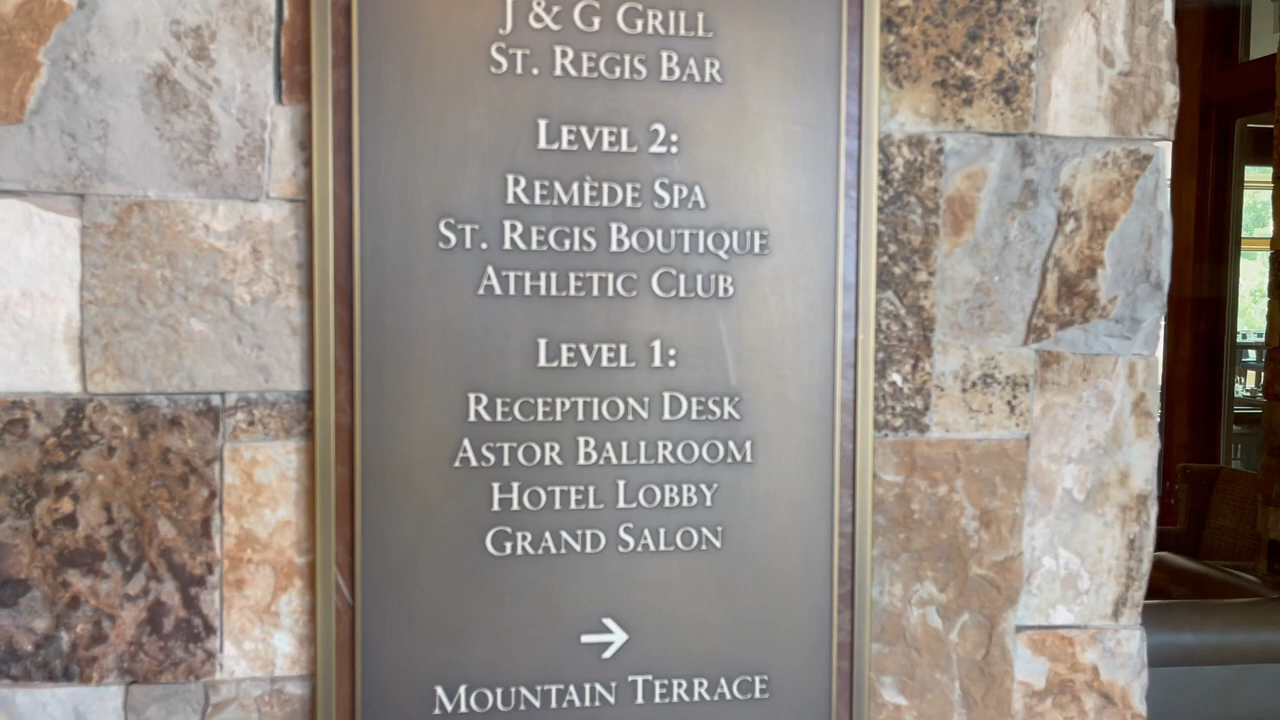 J & G Grill
St. Regis Bar
Level 2:
Remède Spa
St. Regis Boutique
Athletic Club
Level 1:
Reception Desk
Astor Ballroom
Hotel Lobby
Grand Salon
→
Mountain Terrace